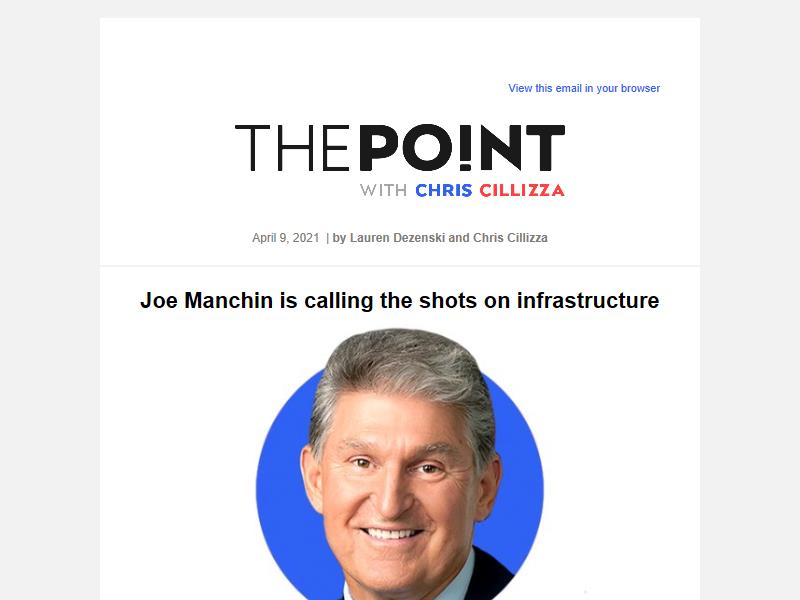 View this email in your browser
THE PO!NT
WITH CHRIS CILLIZZA
April 9, 2021 | by Lauren Dezenski and Chris Cillizza
Joe Manchin is calling the shots on infrastructure